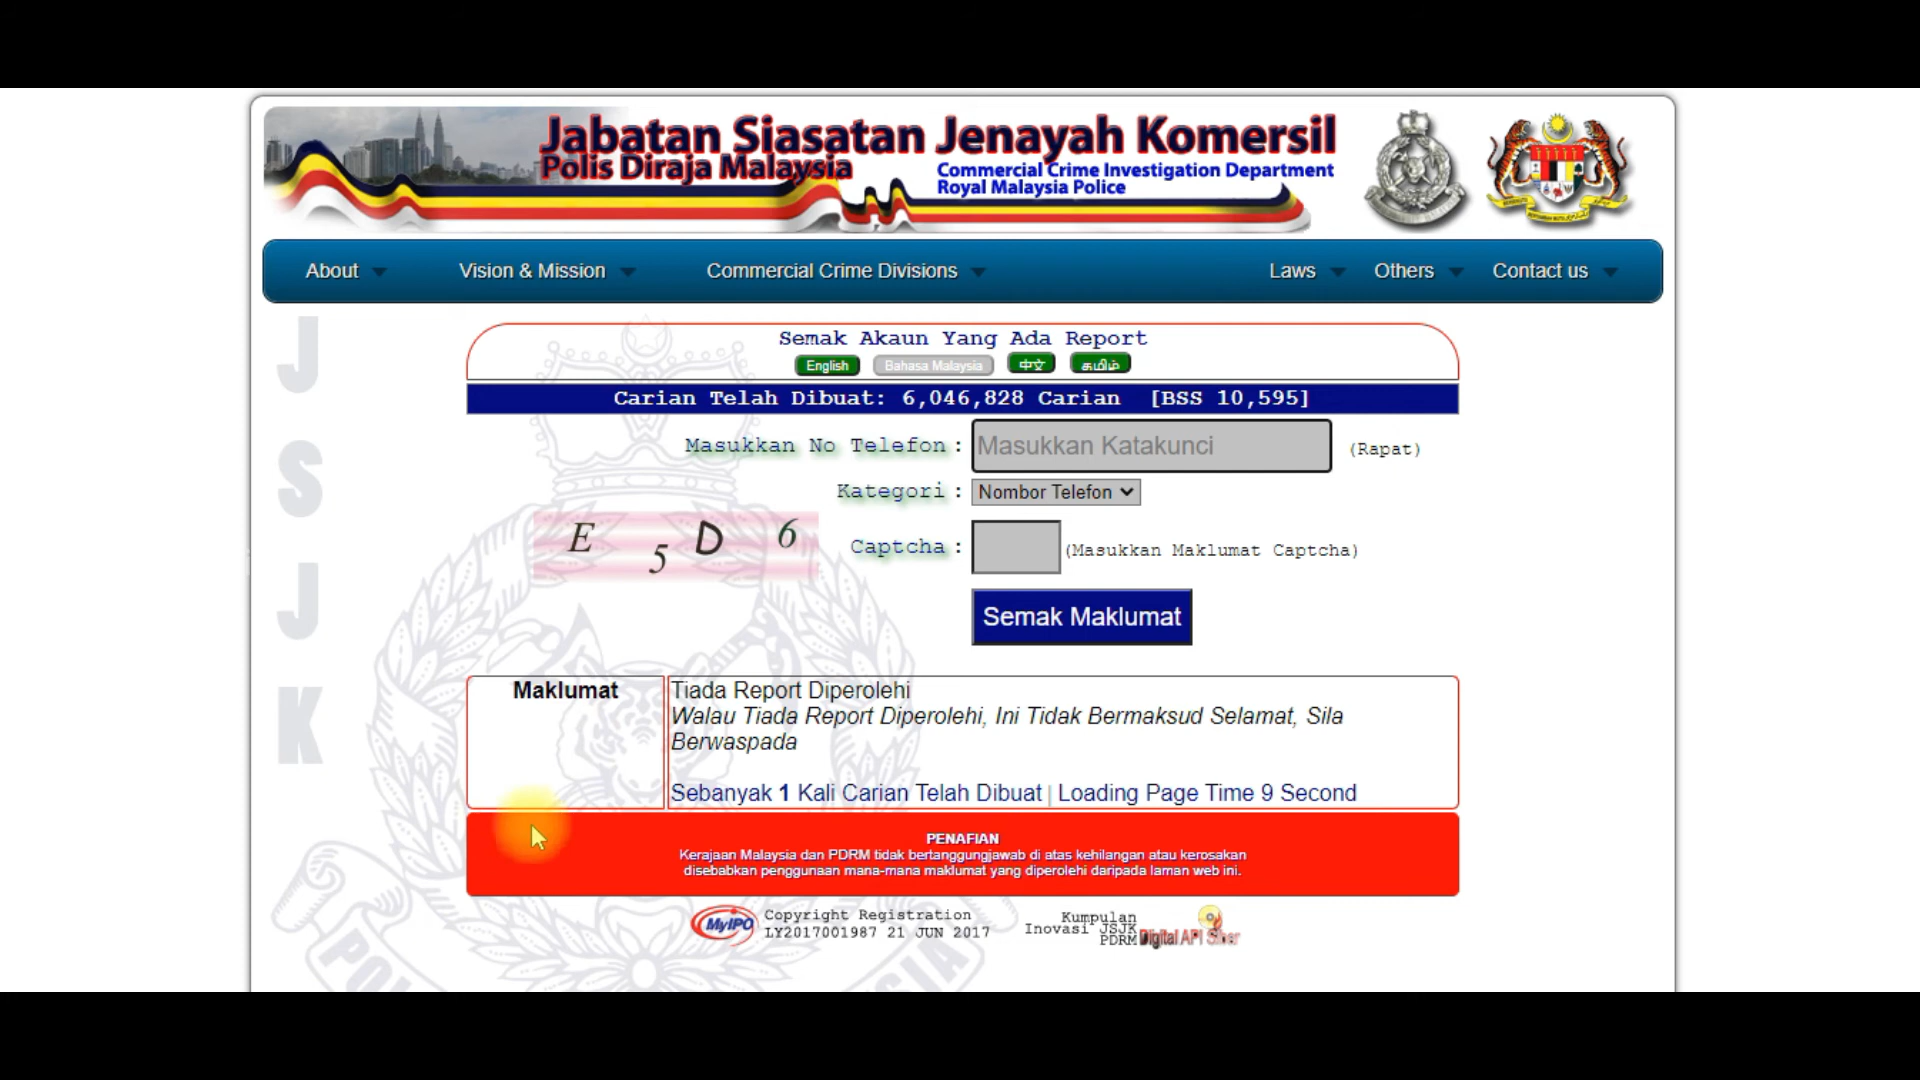 Jabatan Siasatan Jenayah Komersil
Polis Diraja Malaysia
Commercial Crime Investigation Department
Royal Malaysia Police
About Vision & Mission Commercial Crime Divisions Laws Others Contact us
J
S
J
K
Semak Akaun Yang Ada Report
English Bahasa Malaysia 中文 தமிழ்
Carian Telah Dibuat: 6,046,828 Carian [BSS 10,595]
Masukkan No Telefon : Masukkan Katakunci (Rapat)
Kategori : Nombor Telefon
E 5 D 6 Captcha : (Masukkan Maklumat Captcha)
Semak Maklumat
Maklumat Tiada Report Diperolehi
Walau Tiada Report Diperolehi, Ini Tidak Bermaksud Selamat, Sila
Berwaspada
Sebanyak 1 Kali Carian Telah Dibuat | Loading Page Time 9 Second
PENAFIAN
Kerajaan Malaysia dan PDRM tidak bertanggungjawab di atas kehilangan atau kerosakan
disebabkan penggunaan mana-mana maklumat yang diperolehi daripada laman web ini.
MyIPO Copyright Registration
LY2017001987 21 JUN 2017
Kumpulan
Inovasi JSJK
PDRM Digital API Siber